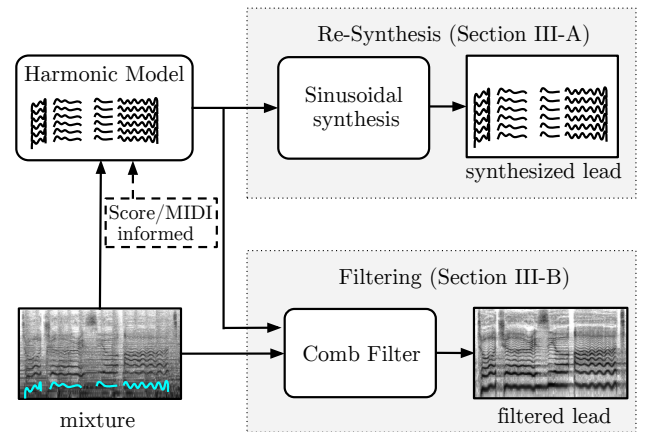 Re-Synthesis (Section III-A)
Harmonic Model
Sinusoidal
synthesis
synthesized lead
Score/MIDI
informed
Filtering (Section III-B)
Comb Filter
mixture
filtered lead